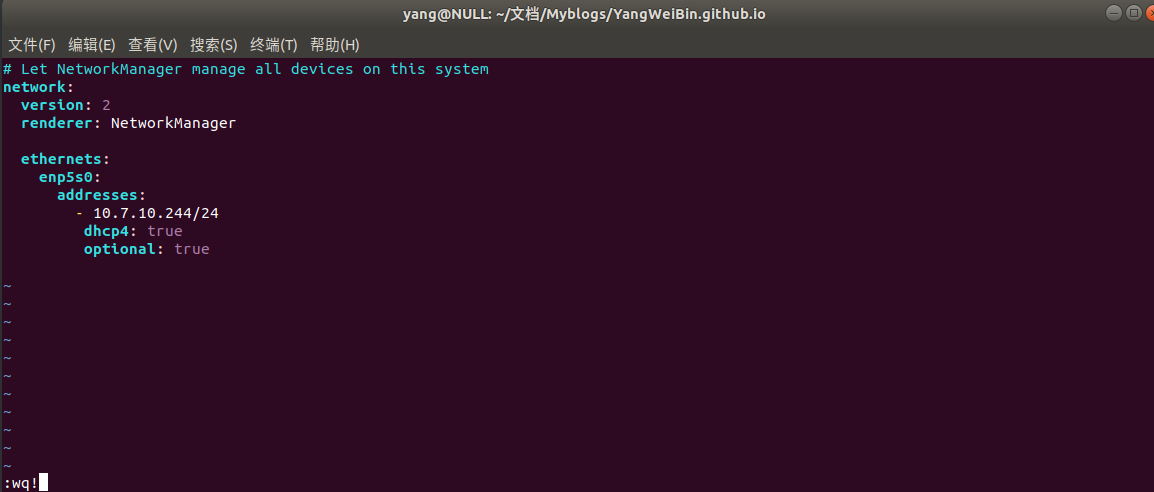 yang@NULL: ~/文档/Myblogs/YangWeiBin.github.io
文件(F) 编辑(E) 查看(V) 搜索(S) 终端(T) 帮助(H)
# Let NetworkManager manage all devices on this system
network:
  version: 2
  renderer: NetworkManager

  ethernets:
    enp5s0:
      addresses:
        - 10.7.10.244/24
         dhcp4: true
         optional: true

~
~
~
~
~
~
~
~
~
~
~
:wq!